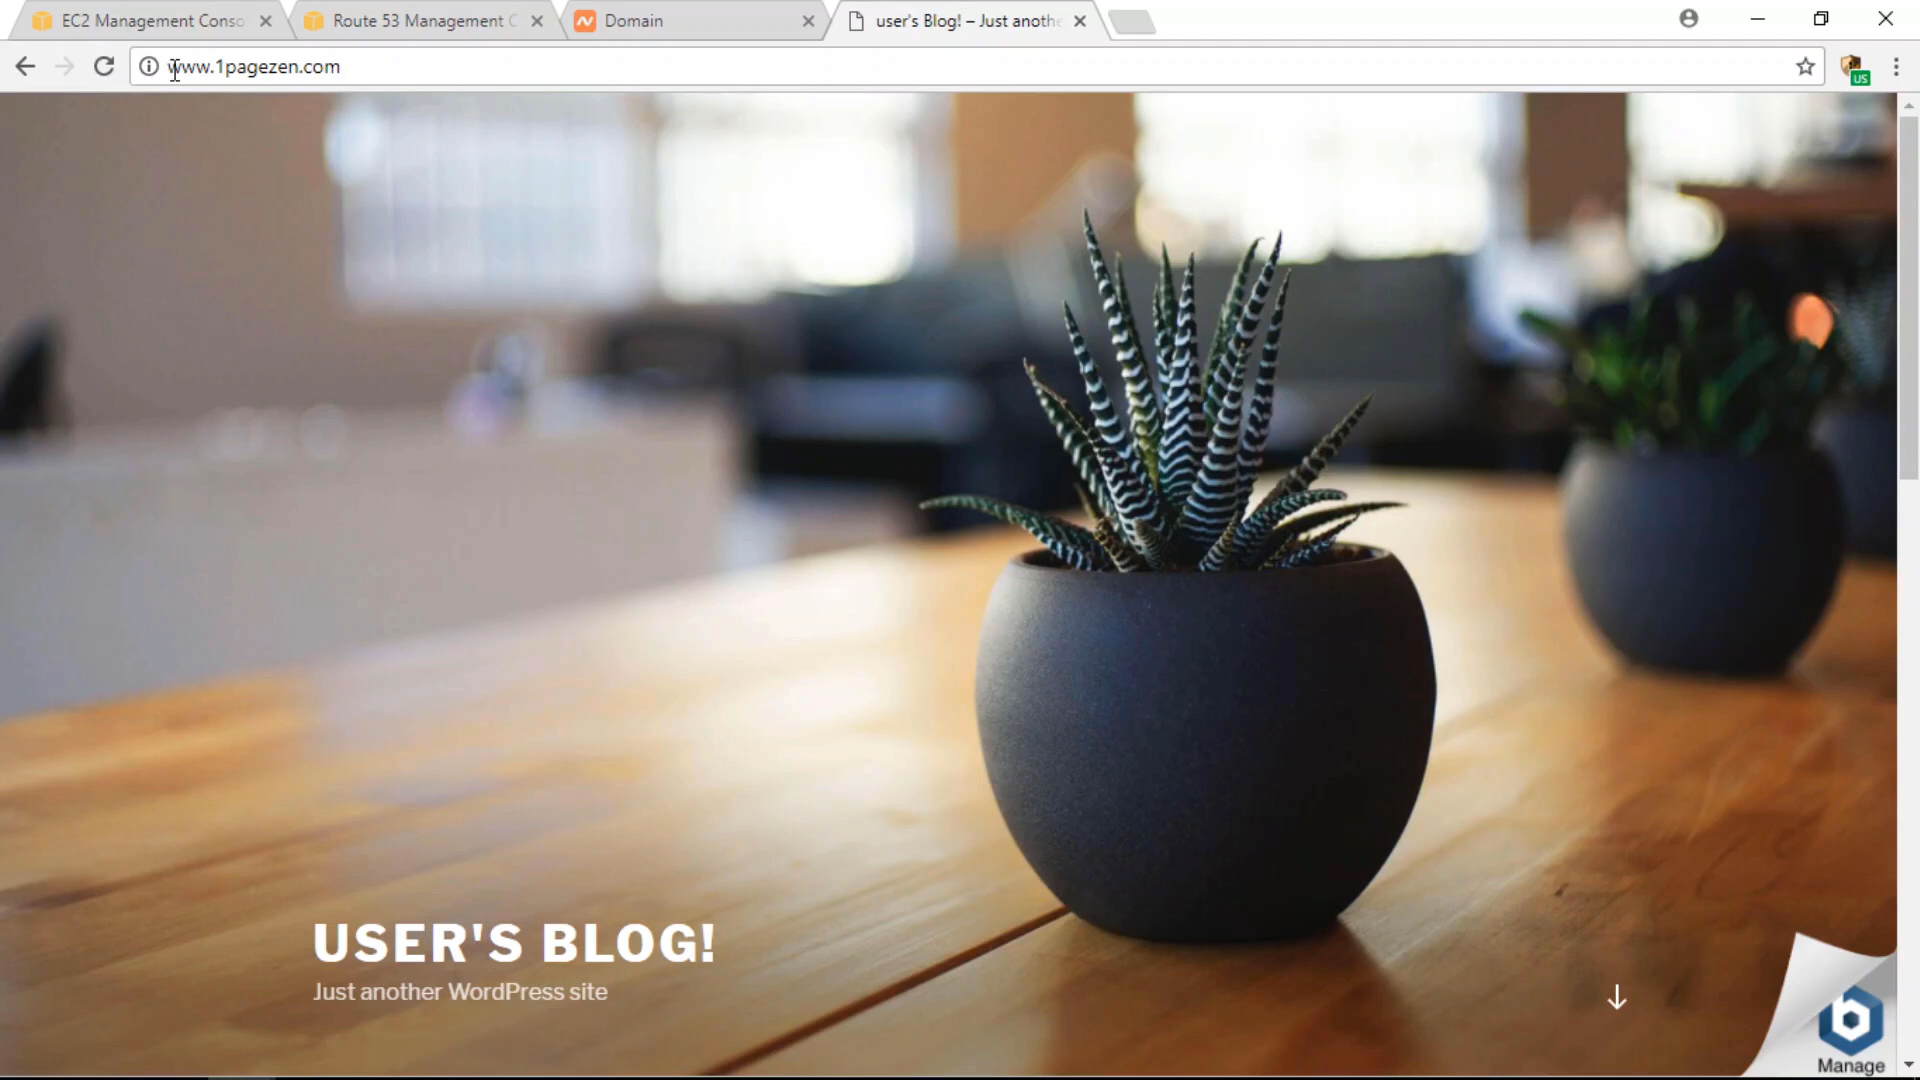 EC2 Management Conso
Route 53 Management C
Domain
user's Blog! – Just anothe
www.1pagezen.com
us
USER'S BLOG!
Just another WordPress site
b
Manage